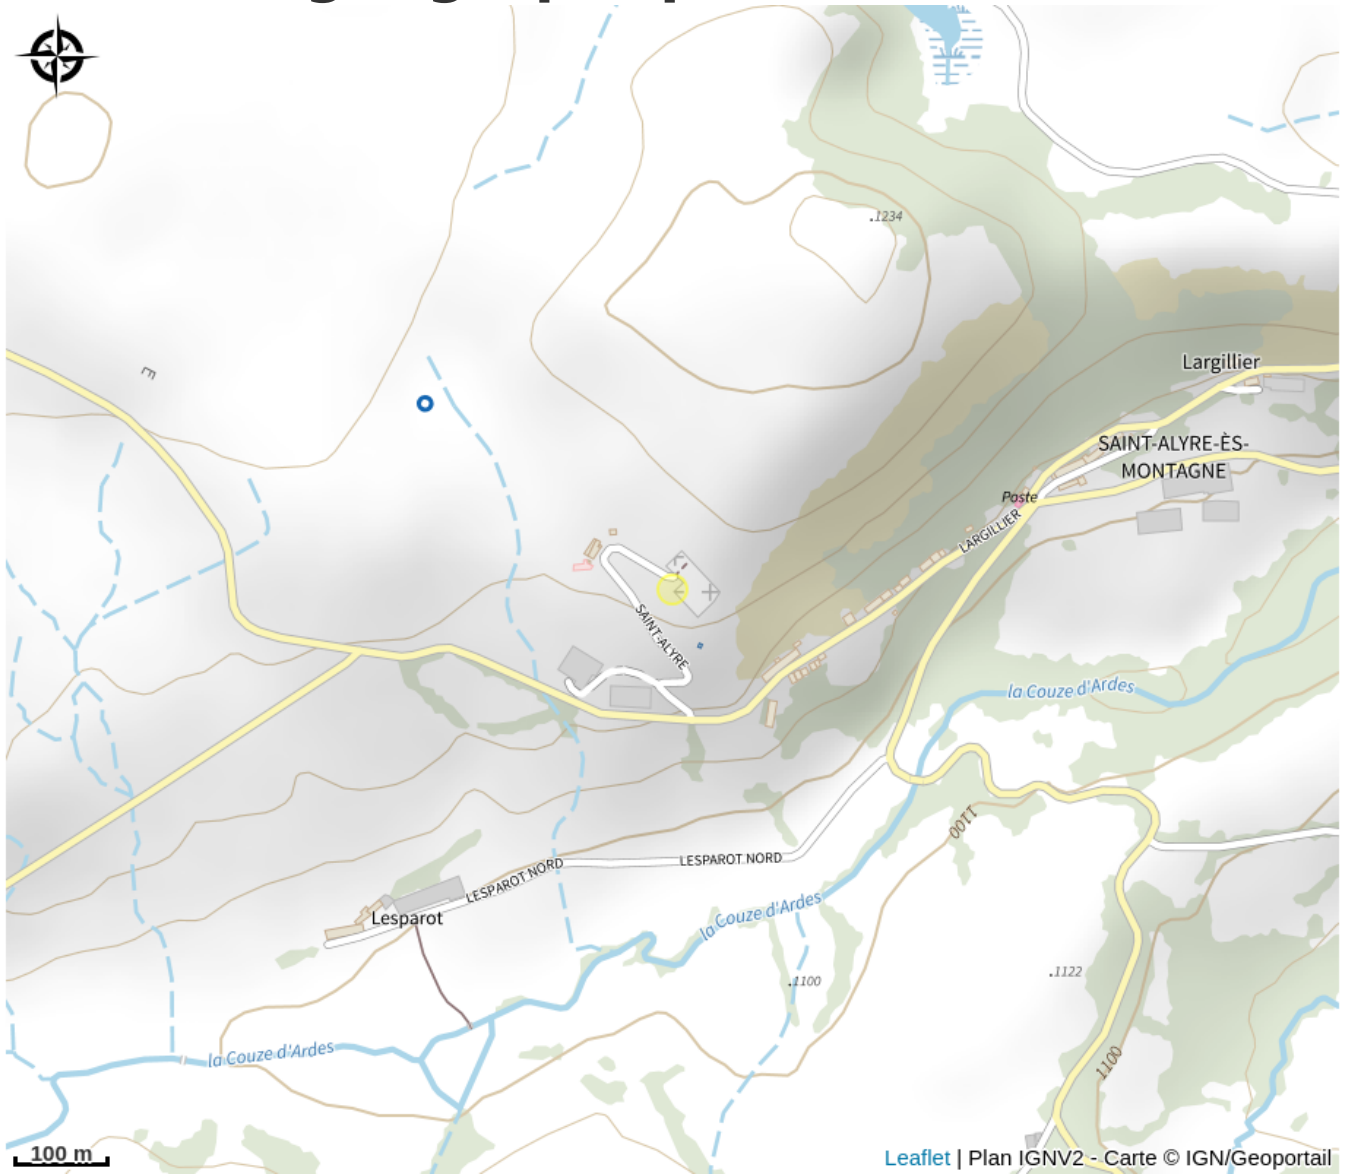 .1234
E
Largillier
SAINT-ALYRE-ÈS-
MONTAGNE
Poste
LARGILLIER
SAINT-ALYRE
la Couze d'Ardes
1100
LESPAROT NORD
LESPAROT NORD
Lesparot
la Couze d'Ardes
.1122
.1100
la Couze d'Ardes
1100
100 m
Leaflet | Plan IGNV2 - Carte © IGN/Geoportail